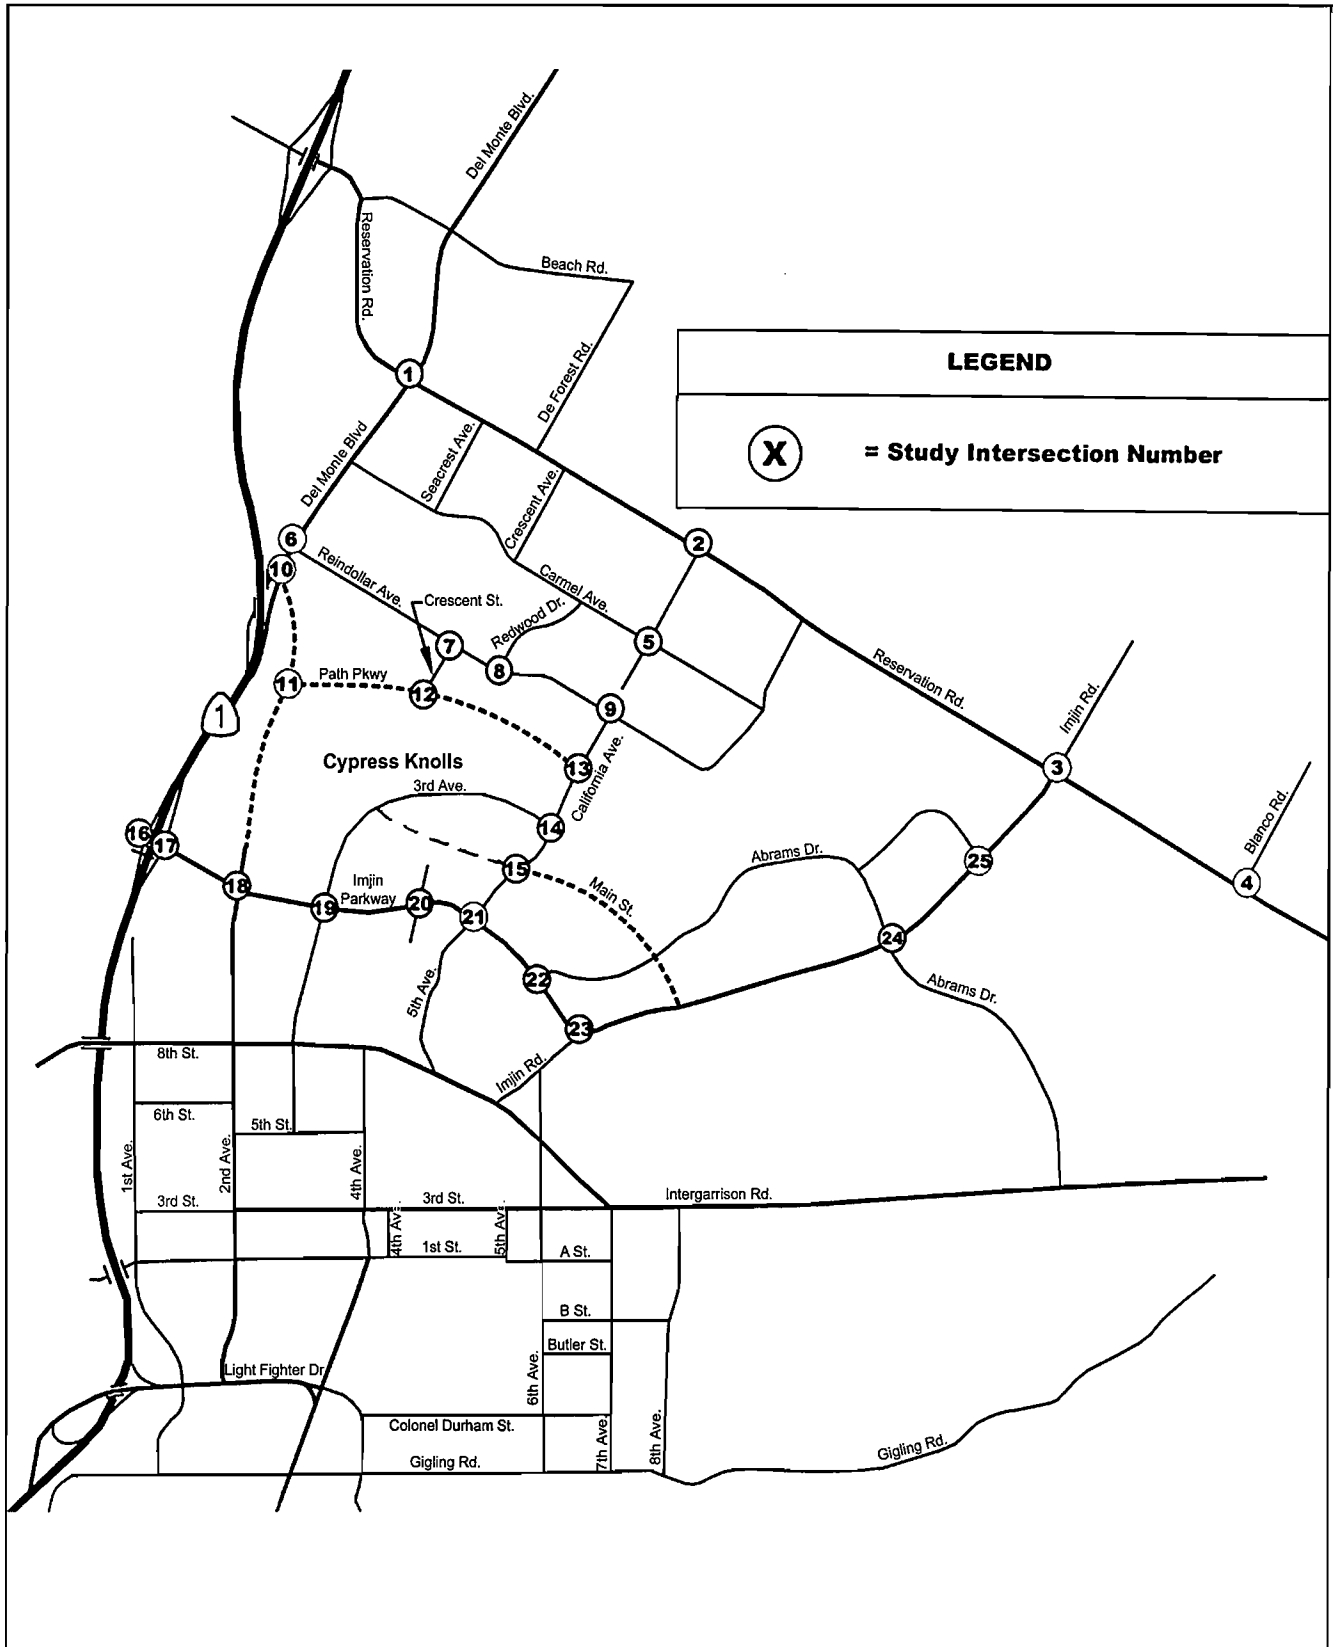 Del Monte Blvd.
Reservation Rd.
Beach Rd.
De Forest Rd.
1
LEGEND
X
= Study Intersection Number
Del Monte Blvd
Seacrest Ave.
Crescent Ave.
6
2
10
Reindollar Ave.
Carmel Ave.
Crescent St.
Redwood Dr.
7
8
5
11
Path Pkwy
12
9
Reservation Rd.
Imjin Rd.
1
Cypress Knolls
13
California Ave.
3
3rd Ave.
Blanco Rd.
16
17
14
Abrams Dr.
25
15
4
18
Imjin
Parkway
19
20
21
Main St.
24
22
5th Ave.
Abrams Dr.
23
Imjin Rd.
8th St.
6th St.
5th St.
1st Ave.
2nd Ave.
4th Ave.
3rd St.
3rd St.
Intergarrison Rd.
4th Av
5th Av.
1st St.
A St.
B St.
Butler St.
Light Fighter Dr
6th Ave.
Colonel Durham St.
7th Ave.
8th Ave.
Gigling Rd.
Gigling Rd.